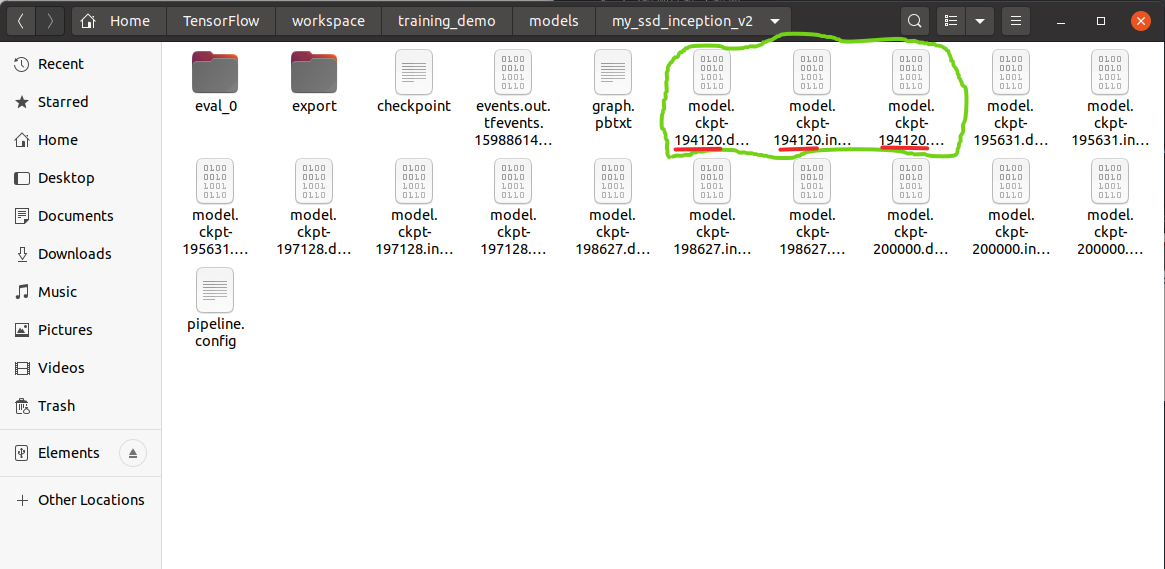 Home TensorFlow workspace training_demo models my_ssd_inception_v2
Recent
Starred
Home
Desktop
Documents
Downloads
Music
Pictures
Videos
Trash
Elements
Other Locations
eval_0
export
checkpoint
events.out.
tfevents.
15988614…
graph.
pbtxt
model.
ckpt-
194120.d…
model.
ckpt-
194120.in…
model.
ckpt-
194120.…
model.
ckpt-
195631.d…
model.
ckpt-
195631.in…
model.
ckpt-
195631.…
model.
ckpt-
197128.d…
model.
ckpt-
197128.in…
model.
ckpt-
197128.…
model.
ckpt-
198627.d…
model.
ckpt-
198627.in…
model.
ckpt-
198627.…
model.
ckpt-
200000.d…
model.
ckpt-
200000.in…
model.
ckpt-
200000.…
pipeline.
config